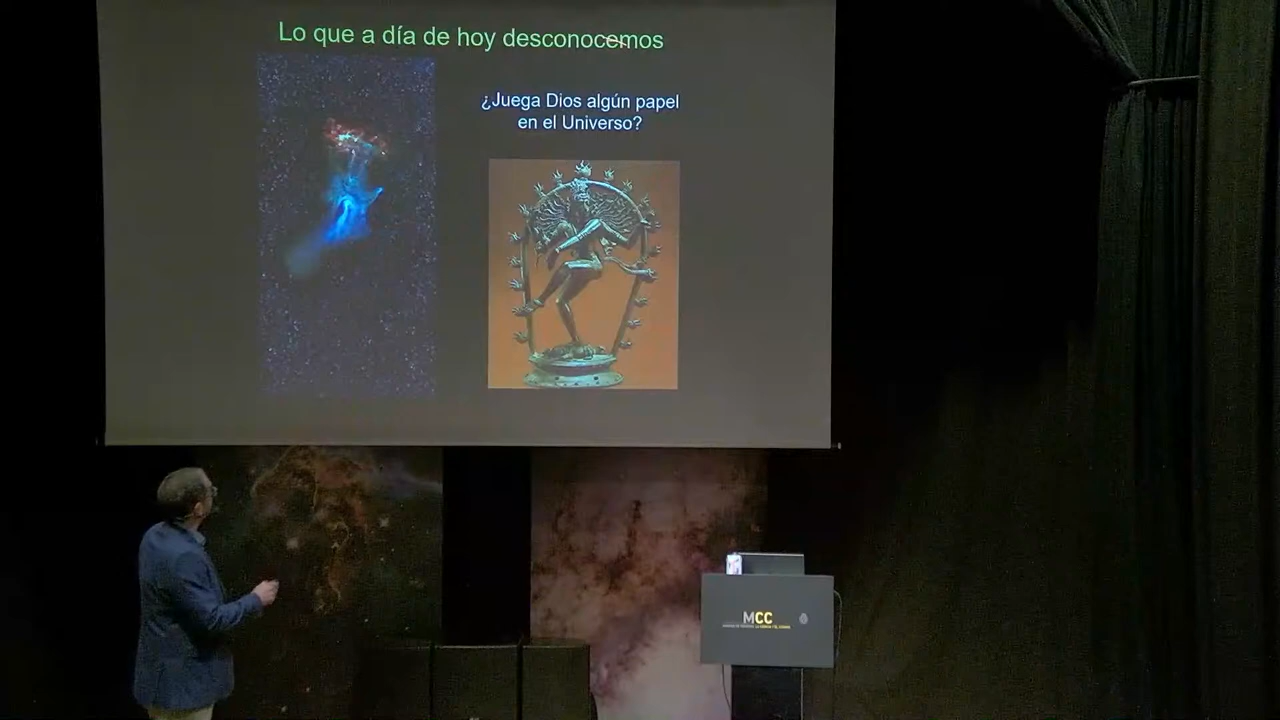 Lo que a día de hoy desconocemos
¿Juega Dios algún papel
en el Universo?
MCC